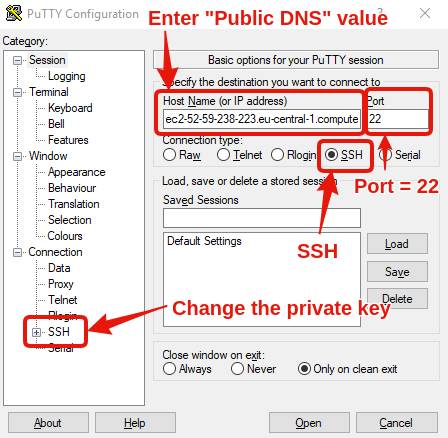 PuTTY Configuration
Enter "Public DNS" value
Category:
Session
Logging
Terminal
Keyboard
Bell
Features
Window
Appearance
Behaviour
Translation
Selection
Colours
Connection
Data
Proxy
Telnet
Rlogin
SSH
Serial
Basic options for your PuTTY session
Specify the destination you want to connect to
Host Name (or IP address)
Port
ec2-52-59-238-223.eu-central-1.compute
22
Connection type:
Raw
Telnet
Rlogin
SSH
Serial
Port = 22
Load, save or delete a stored session
Saved Sessions
SSH
Default Settings
Load
Save
Delete
Change the private key
Close window on exit:
Always
Never
Only on clean exit
About
Help
Open
Cancel